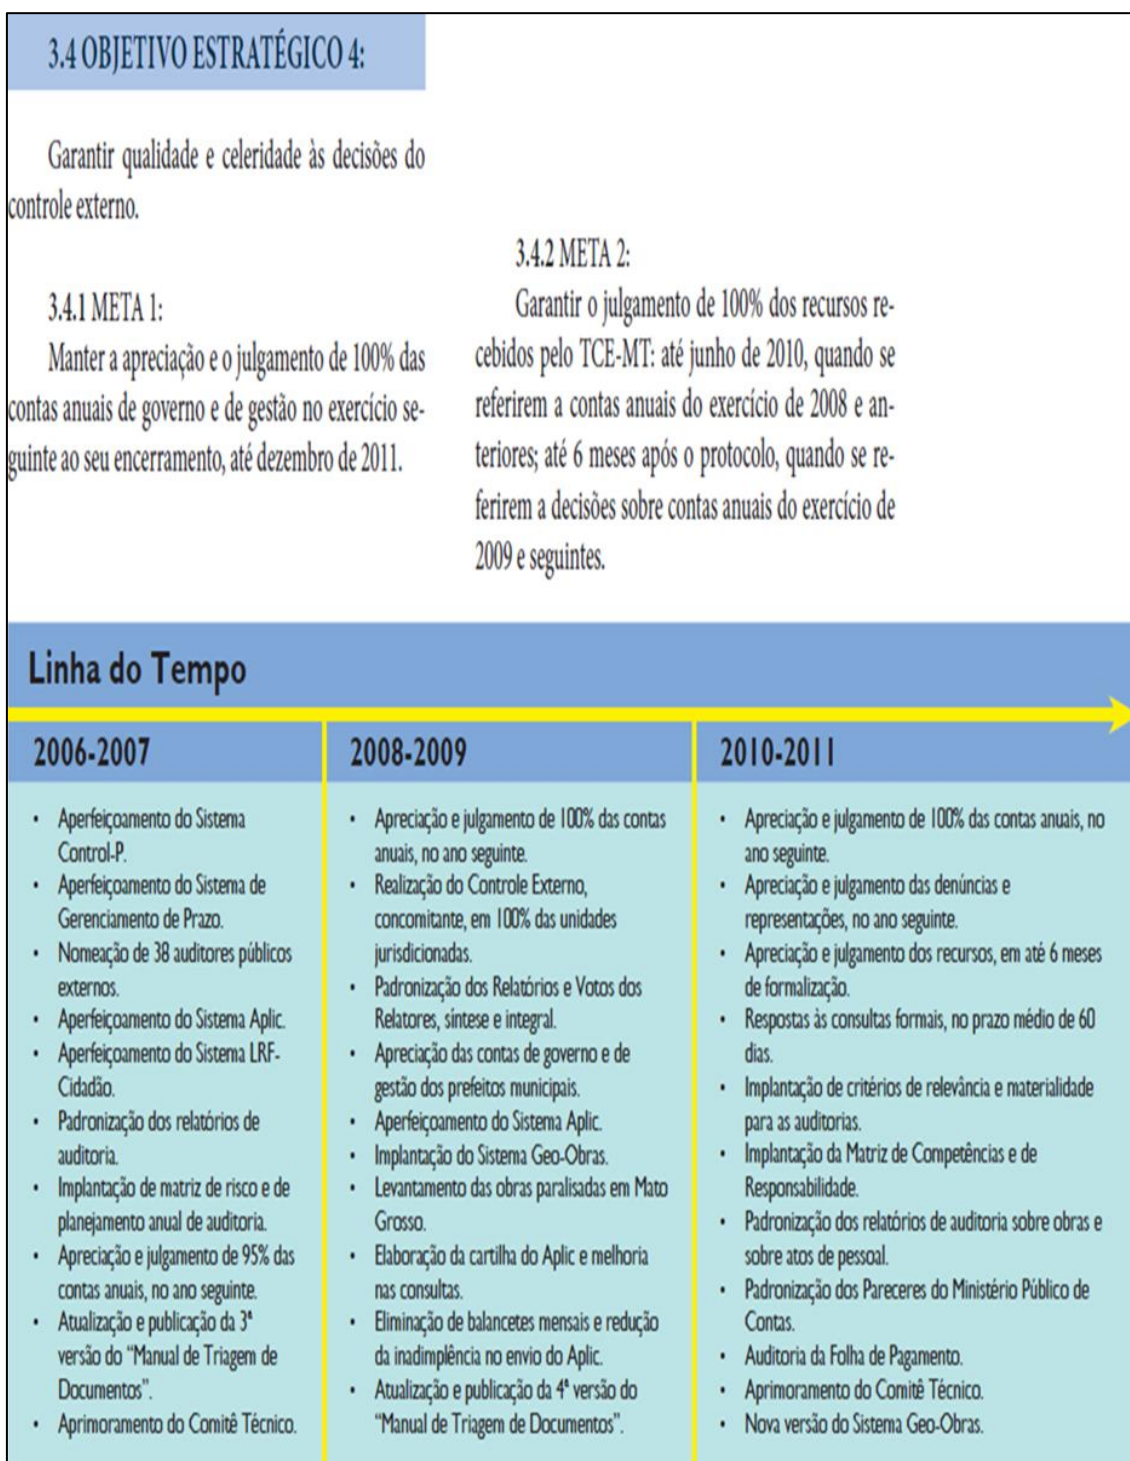 3.4 OBJETIVO ESTRATÉGICO 4:
Garantir qualidade e celeridade às decisões do
controle externo.
3.4.1 META 1:
Manter a apreciação e o julgamento de 100% das
contas anuais de governo e de gestão no exercício se-
guinte ao seu encerramento, até dezembro de 2011.
3.4.2 META 2:
Garantir o julgamento de 100% dos recursos re-
cebidos pelo TCE-MT: até junho de 2010, quando se
referirem a contas anuais do exercício de 2008 e an-
teriores; até 6 meses após o protocolo, quando se re-
ferirem a decisões sobre contas anuais do exercício de
2009 e seguintes.
Linha do Tempo
2006-2007
• Aperfeiçoamento do Sistema
Control-P.
• Aperfeiçoamento do Sistema de
Gerenciamento de Prazo.
• Nomeação de 38 auditores públicos
externos.
• Aperfeiçoamento do Sistema Aplic.
• Aperfeiçoamento do Sistema LRF-
Cidadão.
• Padronização dos relatórios de
auditoria.
• Implantação de matriz de risco e de
planejamento anual de auditoria.
• Apreciação e julgamento de 95% das
contas anuais, no ano seguinte.
• Atualização e publicação da 3ª
versão do “Manual de Triagem de
Documentos”.
• Aprimoramento do Comitê Técnico.
2008-2009
• Apreciação e julgamento de 100% das contas
anuais, no ano seguinte.
• Realização do Controle Externo,
concomitante, em 100% das unidades
jurisdicionadas.
• Padronização dos Relatórios e Votos dos
Relatores, síntese e integral.
• Apreciação das contas de governo e de
gestão dos prefeitos municipais.
• Aperfeiçoamento do Sistema Aplic.
• Implantação do Sistema Geo-Obras.
• Levantamento das obras paralisadas em Mato
Grosso.
• Elaboração da cartilha do Aplic e melhoria
nas consultas.
• Eliminação de balancetes mensais e redução
da inadimplência no envio do Aplic.
• Atualização e publicação da 4ª versão do
“Manual de Triagem de Documentos”.
2010-2011
• Apreciação e julgamento de 100% das contas anuais, no
ano seguinte.
• Apreciação e julgamento das denúncias e
representações, no ano seguinte.
• Apreciação e julgamento dos recursos, em até 6 meses
de formalização.
• Respostas às consultas formais, no prazo médio de 60
dias.
• Implantação de critérios de relevância e materialidade
para as auditorias.
• Implantação da Matriz de Competências e de
Responsabilidade.
• Padronização dos relatórios de auditoria sobre obras e
sobre atos de pessoal.
• Padronização dos Pareceres do Ministério Público de
Contas.
• Auditoria da Folha de Pagamento.
• Aprimoramento do Comitê Técnico.
• Nova versão do Sistema Geo-Obras.